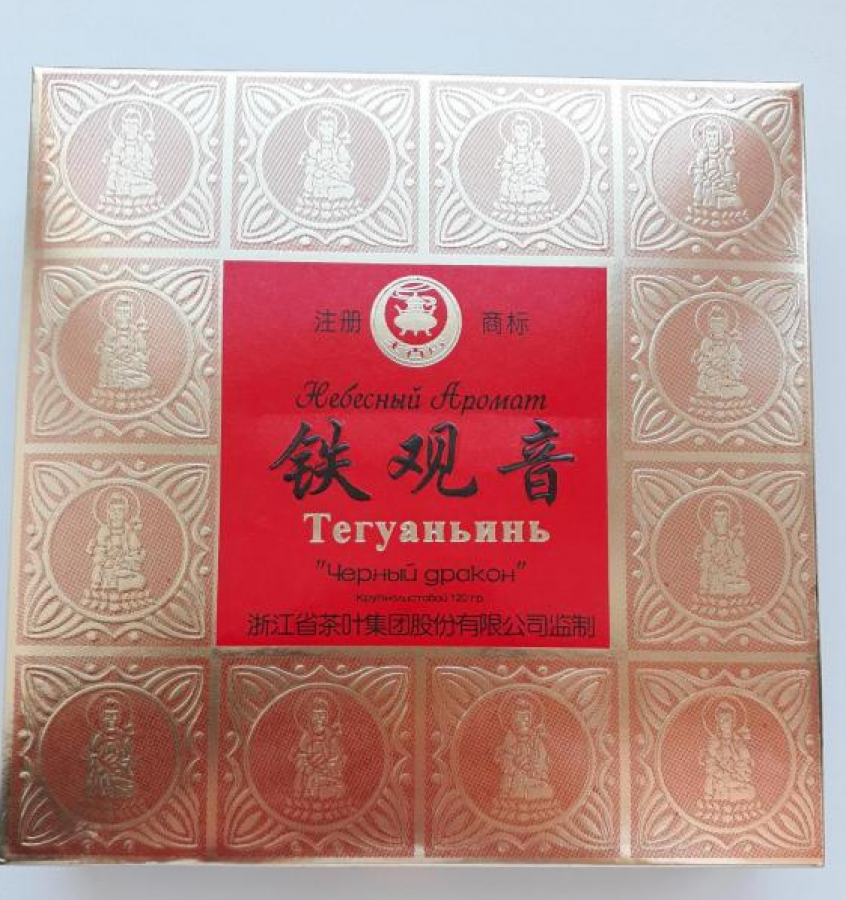 注册 商标
Небесный Аромат
铁观音
Тегуаньинь
"Черный дракон"
Крупнолистовой 120 гр.
浙江省茶叶集团股份有限公司监制